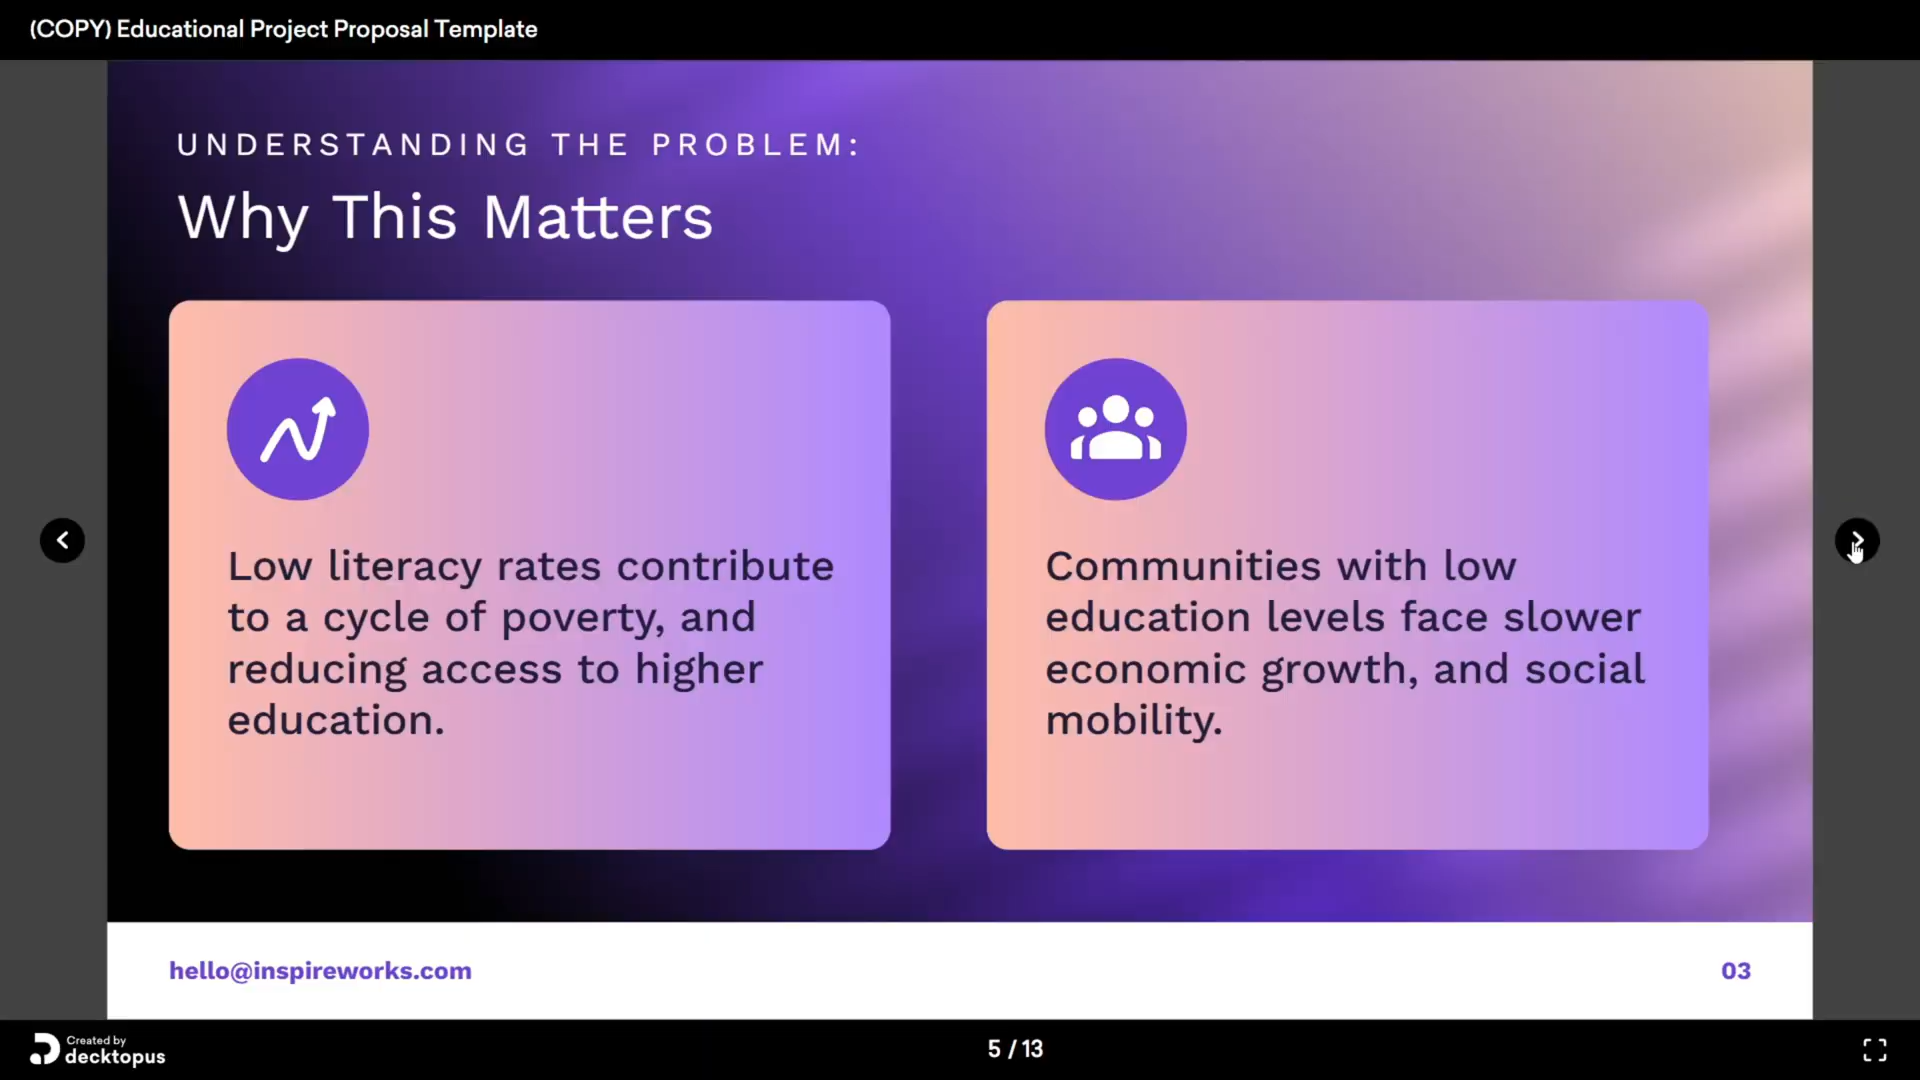 (COPY) Educational Project Proposal Template
UNDERSTANDING THE PROBLEM:
Why This Matters
Low literacy rates contribute
to a cycle of poverty, and
reducing access to higher
education.
Communities with low
education levels face slower
economic growth, and social
mobility.
hello@inspireworks.com
03
Created by
decktopus
5 / 13